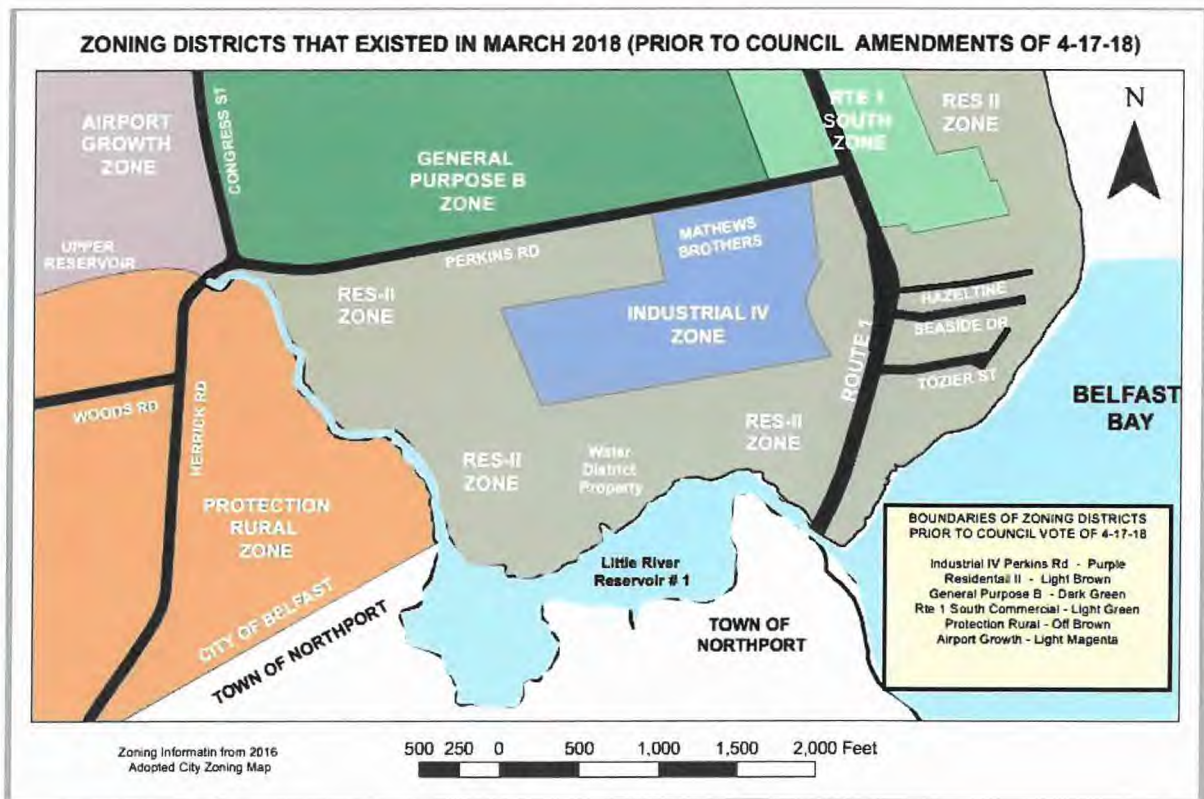 ZONING DISTRICTS THAT EXISTED IN MARCH 2018 (PRIOR TO COUNCIL AMENDMENTS OF 4-17-18)
AIRPORT
GROWTH
ZONE
CONGRESS ST
GENERAL
PURPOSE B
ZONE
RTE 1
SOUTH
ZONE
RES II
ZONE
N
UPPER
RESERVOIR
PERKINS RD
MATHEWS
BROTHERS
RES-II
ZONE
INDUSTRIAL IV
ZONE
ROUTE 1
HAZELTINE
SEASIDE DR
TOZIER ST
BELFAST
BAY
WOODS RD
HERRICK RD
RES-II
ZONE
RES-II
ZONE
Water
District
Property
PROTECTION
RURAL
ZONE
CITY OF BELFAST
TOWN OF NORTHPORT
Little River
Reservoir # 1
TOWN OF
NORTHPORT
BOUNDARIES OF ZONING DISTRICTS
PRIOR TO COUNCIL VOTE OF 4-17-18
Industrial IV Perkins Rd - Purple
Residentail II - Light Brown
General Purpose B - Dark Green
Rte 1 South Commercial - Light Green
Protection Rural - Off Brown
Airport Growth - Light Magenta
Zoning Informatin from 2016
Adopted City Zoning Map
500 250 0 500 1,000 1,500 2,000 Feet